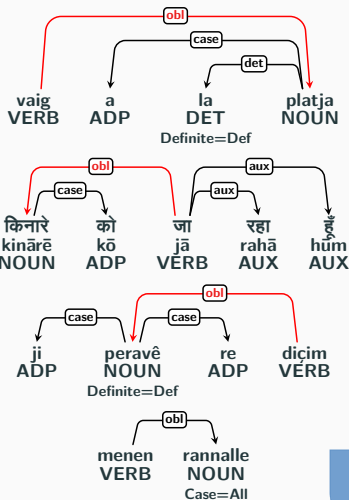 obl
case
det
vaig a la platja
VERB ADP DET NOUN
Definite=Def
obl
case aux
aux
किनारे को जा रहा हूँ
kinārē kō jā rahā hūm̐
NOUN ADP VERB AUX AUX
obl
case case
ji peravê re diçim
ADP NOUN ADP VERB
Definite=Def
obl
menen rannalle
VERB NOUN
Case=All